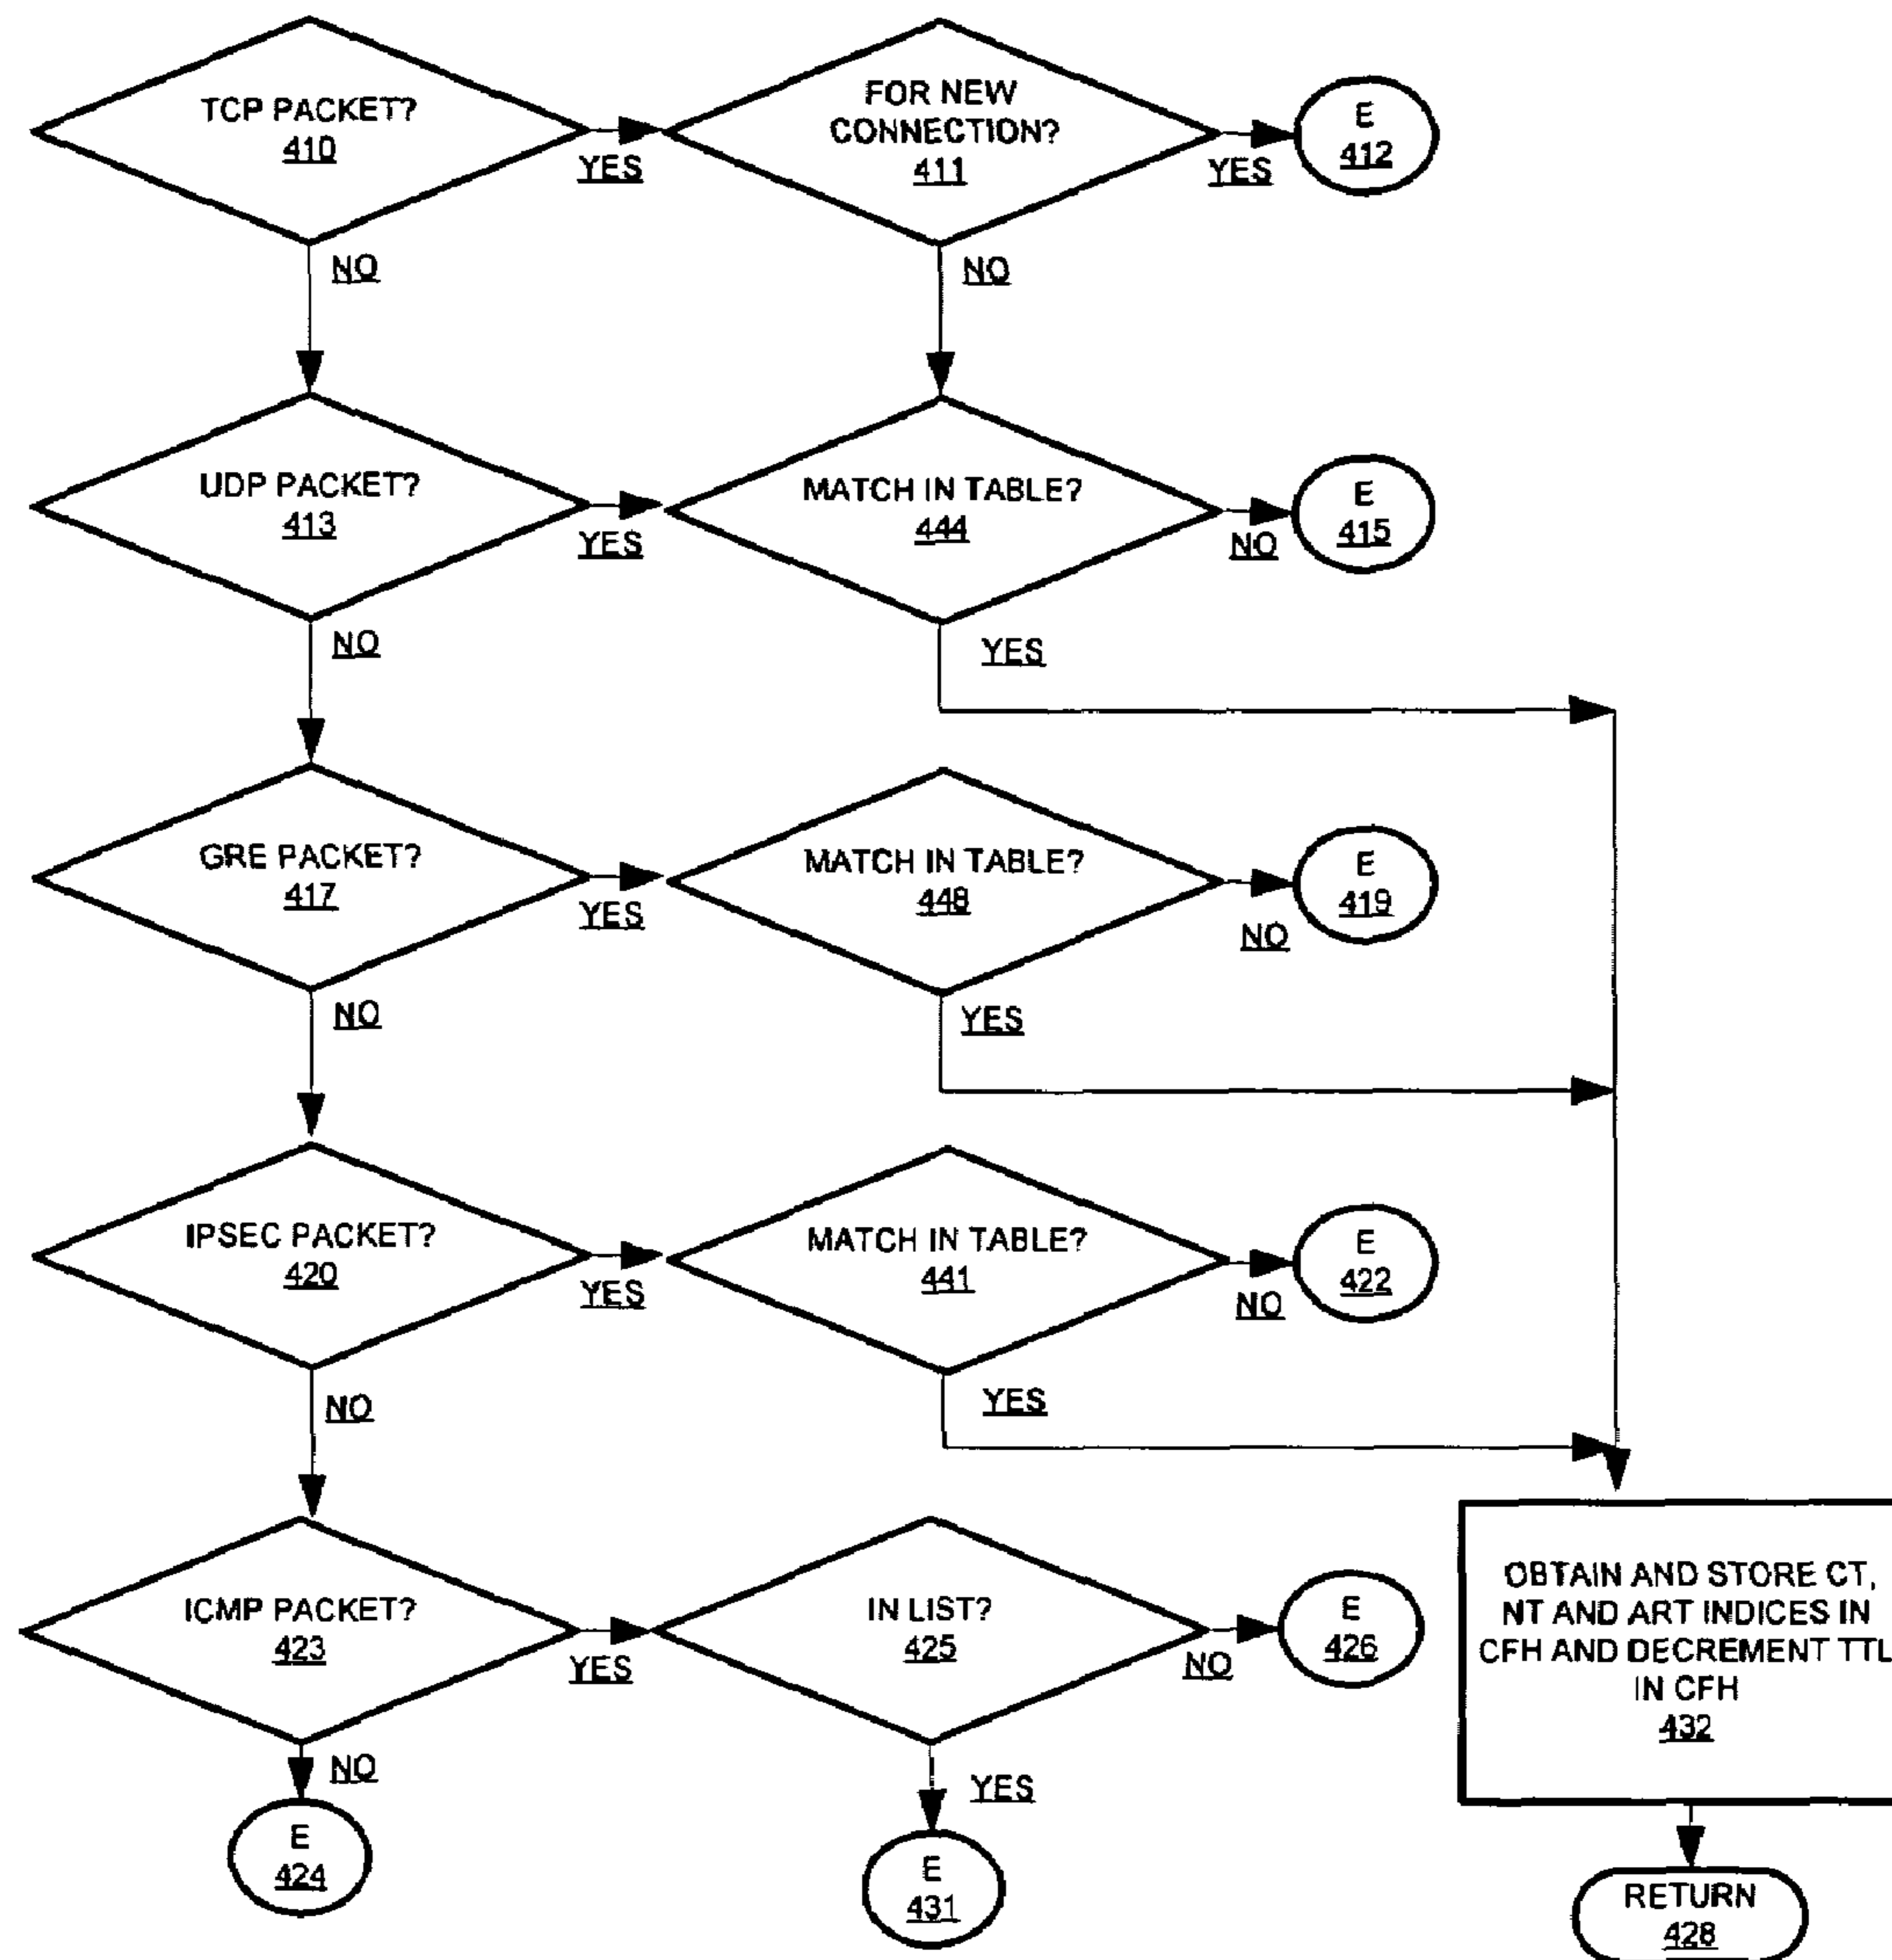 TCP PACKET?
410
YES
NO
FOR NEW
CONNECTION?
411
YES
NO
E
412
UDP PACKET?
413
YES
NO
MATCH IN TABLE?
444
NO
YES
E
415
GRE PACKET?
417
YES
NO
MATCH IN TABLE?
448
NO
YES
E
419
IPSEC PACKET?
420
YES
NO
MATCH IN TABLE?
441
NO
YES
E
422
ICMP PACKET?
423
YES
NO
IN LIST?
425
NO
YES
E
426
E
424
E
431
OBTAIN AND STORE CT,
NT AND ART INDICES IN
CFH AND DECREMENT TTL
IN CFH
432
RETURN
428